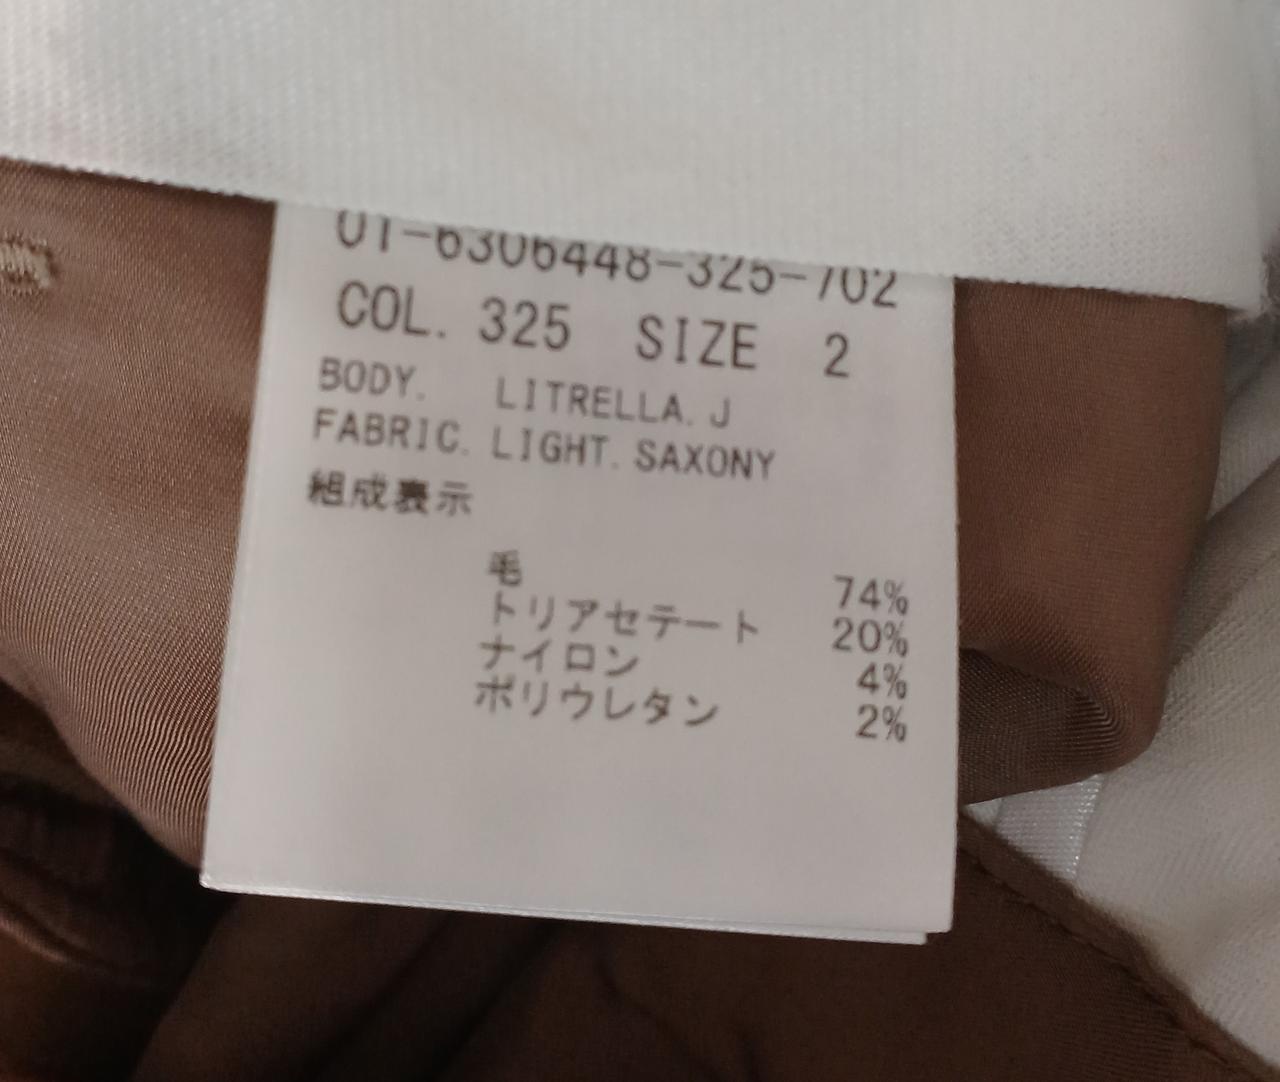 01-6306448-325-702
COL. 325 SIZE 2
BODY. LITRELLA.J
FABRIC. LIGHT.SAXONY
組成表示
毛 74%
トリアセテート 20%
ナイロン 4%
ポリウレタン 2%